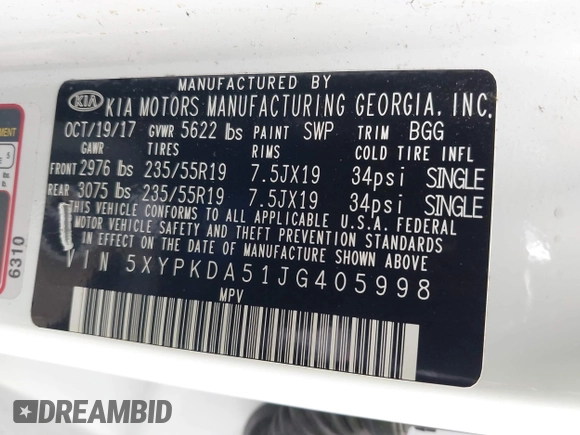 MANUFACTURED BY
KIA KIA MOTORS MANUFACTURING GEORGIA, INC.
OCT/19/17 GVWR 5622 lbs PAINT SWP TRIM BGG
GAWR TIRES RIMS COLD TIRE INFL
FRONT 2976 lbs 235/55R19 7.5JX19 34psi SINGLE
REAR 3075 lbs 235/55R19 7.5JX19 34psi SINGLE
THIS VEHICLE CONFORMS TO ALL APPLICABLE U.S.A. FEDERAL
MOTOR VEHICLE SAFETY AND THEFT PREVENTION STANDARDS
IN EFFECT ON THE DATE OF MANUFACTURE SHOWN ABOVE.
VIN 5XYPKDA51JG405998
MPV
6310
DREAMBID